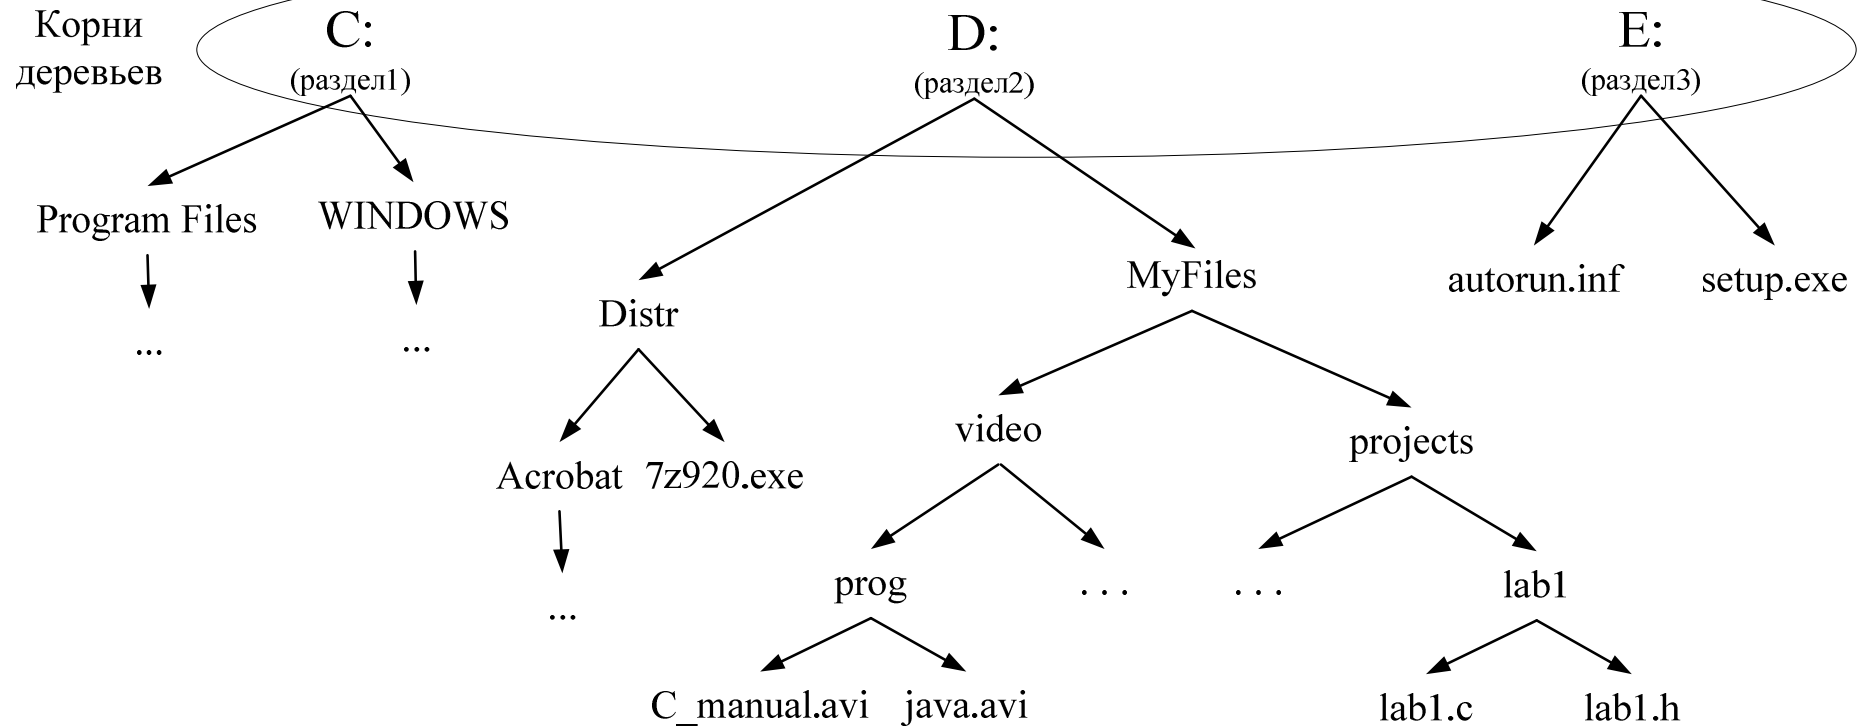 Корни
деревьев
C:
(раздел1)
D:
(раздел2)
E:
(раздел3)
Program Files
WINDOWS
...
...
Distr
MyFiles
autorun.inf
setup.exe
Acrobat
7z920.exe
...
video
projects
prog
. . .
. . .
lab1
C_manual.avi
java.avi
lab1.c
lab1.h